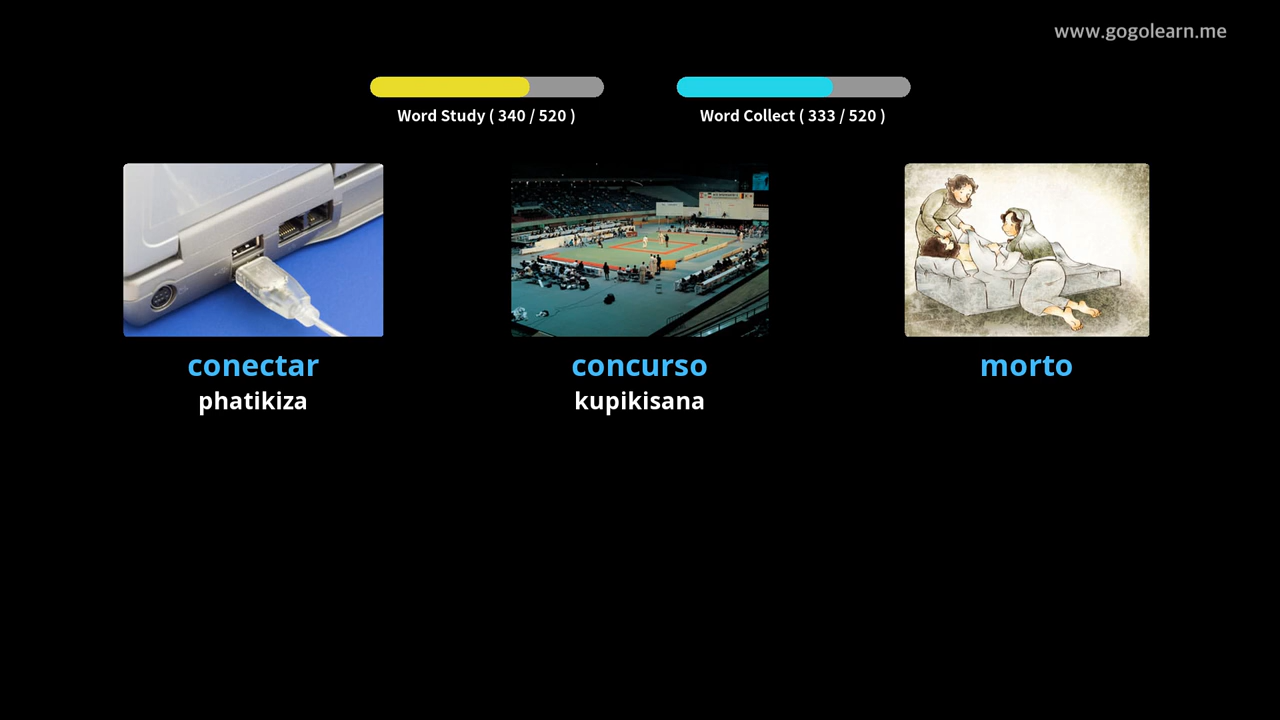 www.gogolearn.me
Word Study ( 340 / 520 )
Word Collect ( 333 / 520 )
conectar
phatikiza
concurso
kupikisana
morto